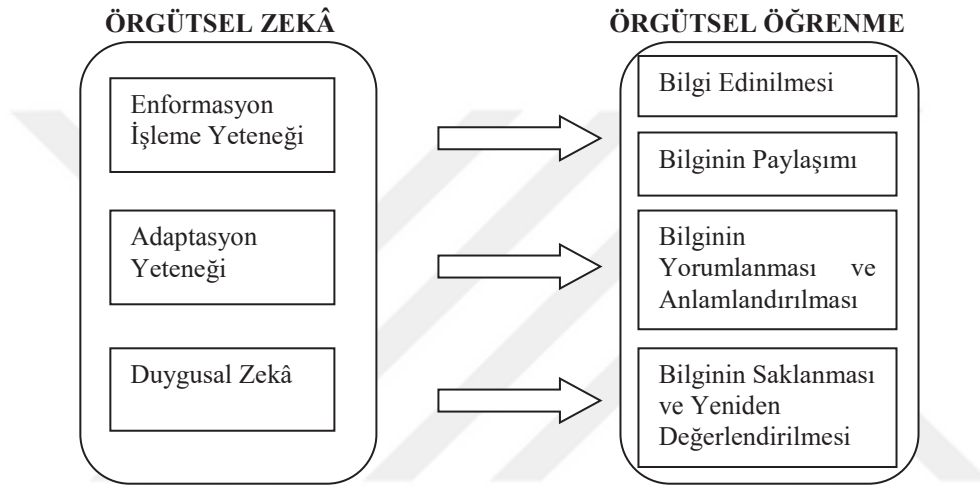 ÖRGÜTSEL ZEKÂ
Enformasyon
İşleme Yeteneği
Adaptasyon
Yeteneği
Duygusal Zekâ
ÖRGÜTSEL ÖĞRENME
Bilgi Edinilmesi
Bilginin Paylaşımı
Bilginin
Yorumlanması ve
Anlamlandırılması
Bilginin Saklanması
ve Yeniden
Değerlendirilmesi